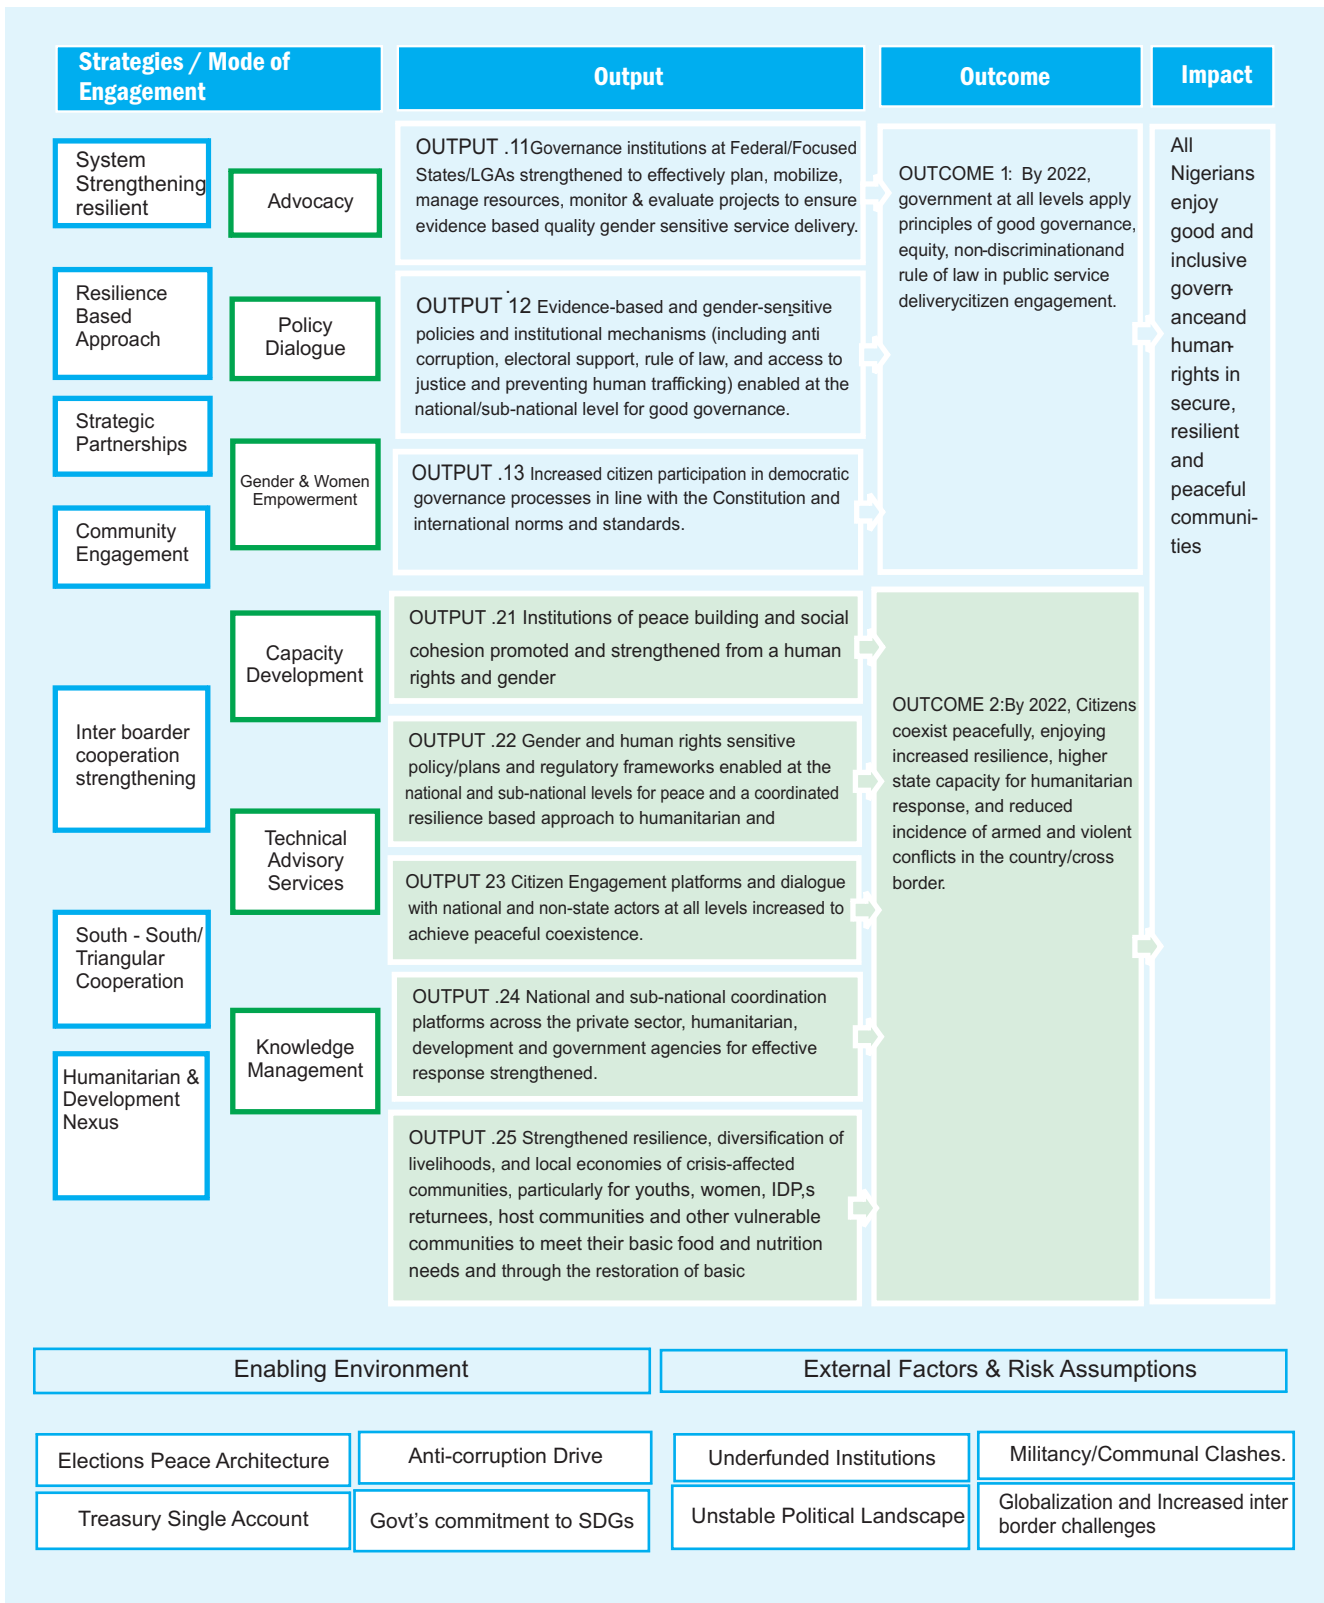 Strategies / Mode of
Engagement
Output
Outcome
Impact
System
Strengthening
resilient
Resilience
Based
Approach
Strategic
Partnerships
Community
Engagement
Inter boarder
cooperation
strengthening
South - South/
Triangular
Cooperation
Humanitarian &
Development
Nexus
Advocacy
Policy
Dialogue
Gender & Women
Empowerment
Capacity
Development
Technical
Advisory
Services
Knowledge
Management
OUTPUT .11Governance institutions at Federal/Focused
States/LGAs strengthened to effectively plan, mobilize,
manage resources, monitor & evaluate projects to ensure
evidence based quality gender sensitive service delivery.
OUTPUT .12 Evidence-based and gender-sensitive
policies and institutional mechanisms (including anti
corruption, electoral support, rule of law, and access to
justice and preventing human trafficking) enabled at the
national/sub-national level for good governance.
OUTPUT .13 Increased citizen participation in democratic
governance processes in line with the Constitution and
international norms and standards.
OUTPUT .21 Institutions of peace building and social
cohesion promoted and strengthened from a human
rights and gender
OUTPUT .22 Gender and human rights sensitive
policy/plans and regulatory frameworks enabled at the
national and sub-national levels for peace and a coordinated
resilience based approach to humanitarian and
OUTPUT 23 Citizen Engagement platforms and dialogue
with national and non-state actors at all levels increased to
achieve peaceful coexistence.
OUTPUT .24 National and sub-national coordination
platforms across the private sector, humanitarian,
development and government agencies for effective
response strengthened.
OUTPUT .25 Strengthened resilience, diversification of
livelihoods, and local economies of crisis-affected
communities, particularly for youths, women, IDP,s
returnees, host communities and other vulnerable
communities to meet their basic food and nutrition
needs and through the restoration of basic
OUTCOME 1: By 2022,
government at all levels apply
principles of good governance,
equity, non-discriminationand
rule of law in public service
deliverycitizen engagement.
OUTCOME 2:By 2022, Citizens
coexist peacefully, enjoying
increased resilience, higher
state capacity for humanitarian
response, and reduced
incidence of armed and violent
conflicts in the country/cross
border.
All
Nigerians
enjoy
good and
inclusive
govern-
anceand
human-
rights in
secure,
resilient
and
peaceful
communi-
ties
Enabling Environment
External Factors & Risk Assumptions
Elections Peace Architecture
Anti-corruption Drive
Treasury Single Account
Govt's commitment to SDGs
Underfunded Institutions
Militancy/Communal Clashes.
Unstable Political Landscape
Globalization and Increased inter
border challenges